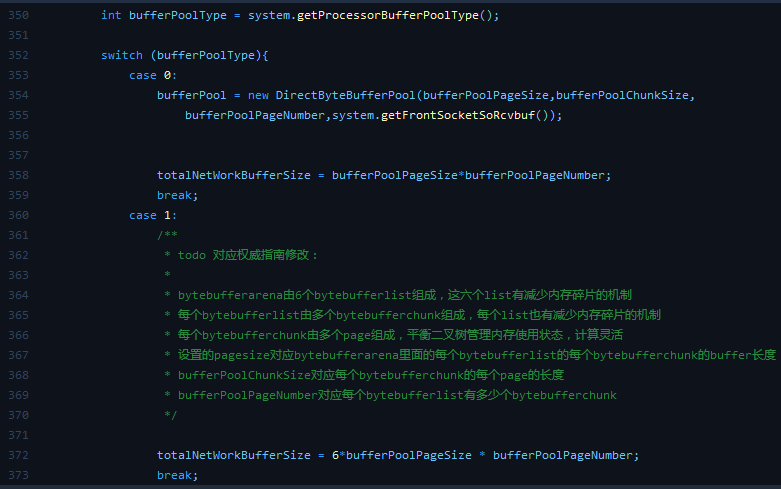 350 int bufferPoolType = system.getProcessorBufferPoolType();
351
352 switch (bufferPoolType){
353 case 0:
354 bufferPool = new DirectByteBufferPool(bufferPoolPageSize,bufferPoolChunkSize,
355 bufferPoolPageNumber,system.getFrontSocketSoRcvbuf());
356
357
358 totalNetWorkBufferSize = bufferPoolPageSize*bufferPoolPageNumber;
359 break;
360 case 1:
361 /**
362 * todo 对应权威指南修改：
363 *
364 * bytebufferarena由6个bytebufferlist组成，这六个list有减少内存碎片的机制
365 * 每个bytebufferlist由多个bytebufferchunk组成，每个list也有减少内存碎片的机制
366 * 每个bytebufferchunk由多个page组成，平衡二叉树管理内存使用状态，计算灵活
367 * 设置的pagesize对应bytebufferarena里面的每个bytebufferlist的每个bytebufferchunk的buffer长度
368 * bufferPoolChunkSize对应每个bytebufferchunk的每个page的长度
369 * bufferPoolPageNumber对应每个bytebufferlist有多少个bytebufferchunk
370 */
371
372 totalNetWorkBufferSize = 6*bufferPoolPageSize * bufferPoolPageNumber;
373 break;